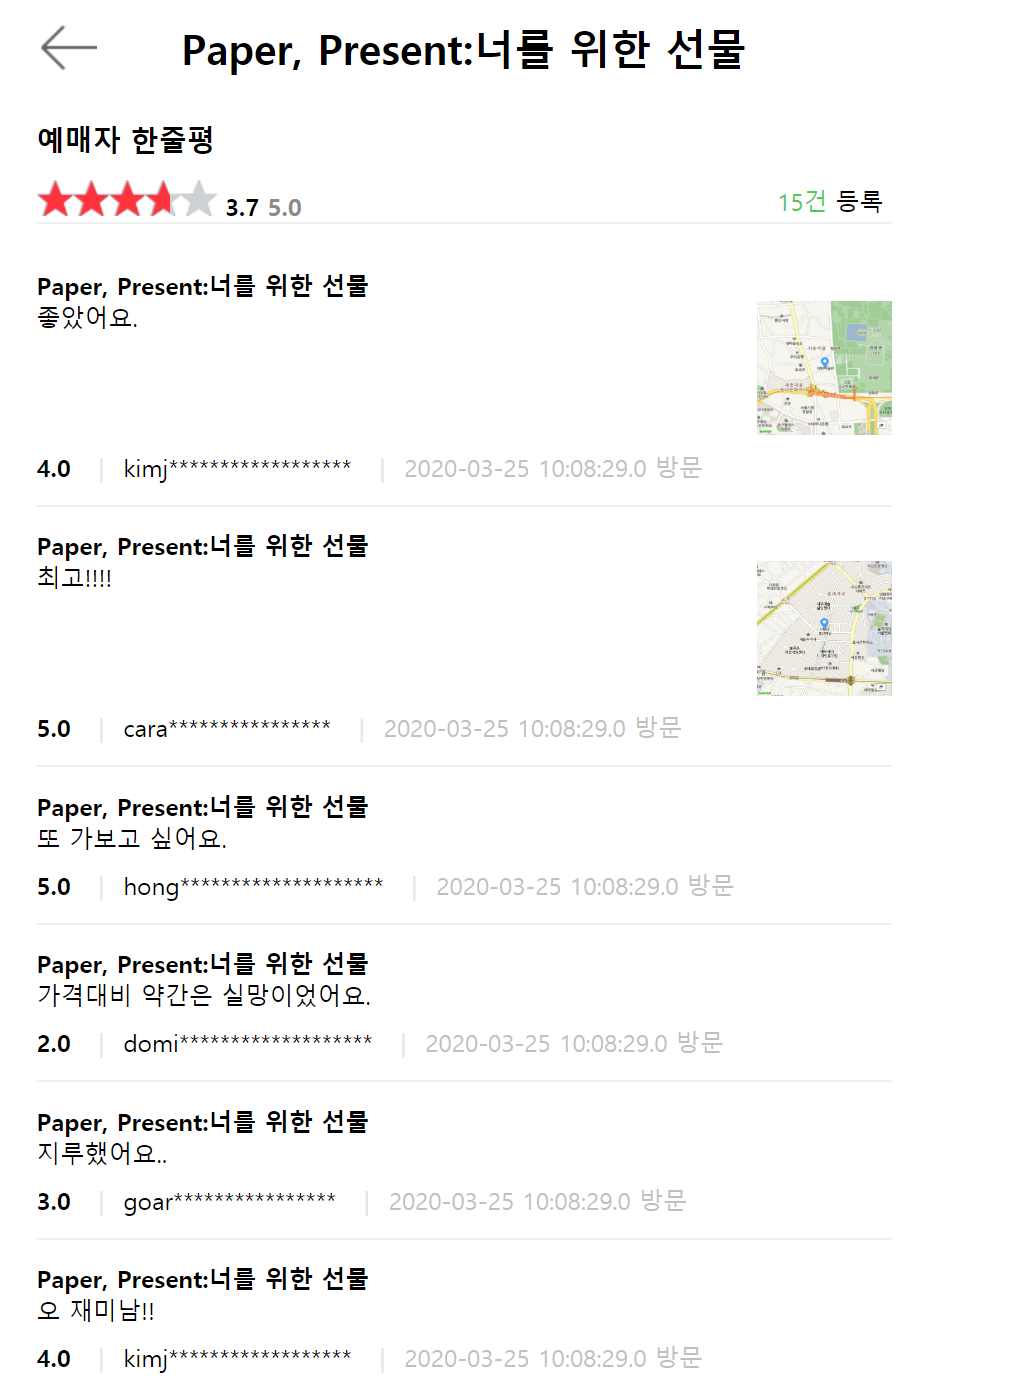 Paper, Present:너를 위한 선물
예매자 한줄평
3.7 5.0
15건 등록
Paper, Present:너를 위한 선물
좋았어요.
4.0 | kimj****************** | 2020-03-25 10:08:29.0 방문
Paper, Present:너를 위한 선물
최고!!!!
5.0 | cara**************** | 2020-03-25 10:08:29.0 방문
Paper, Present:너를 위한 선물
또 가보고 싶어요.
5.0 | hong******************** | 2020-03-25 10:08:29.0 방문
Paper, Present:너를 위한 선물
가격대비 약간은 실망이었어요.
2.0 | domi******************* | 2020-03-25 10:08:29.0 방문
Paper, Present:너를 위한 선물
지루했어요..
3.0 | goar**************** | 2020-03-25 10:08:29.0 방문
Paper, Present:너를 위한 선물
오 재미남!!
4.0 | kimj****************** | 2020-03-25 10:08:29.0 방문